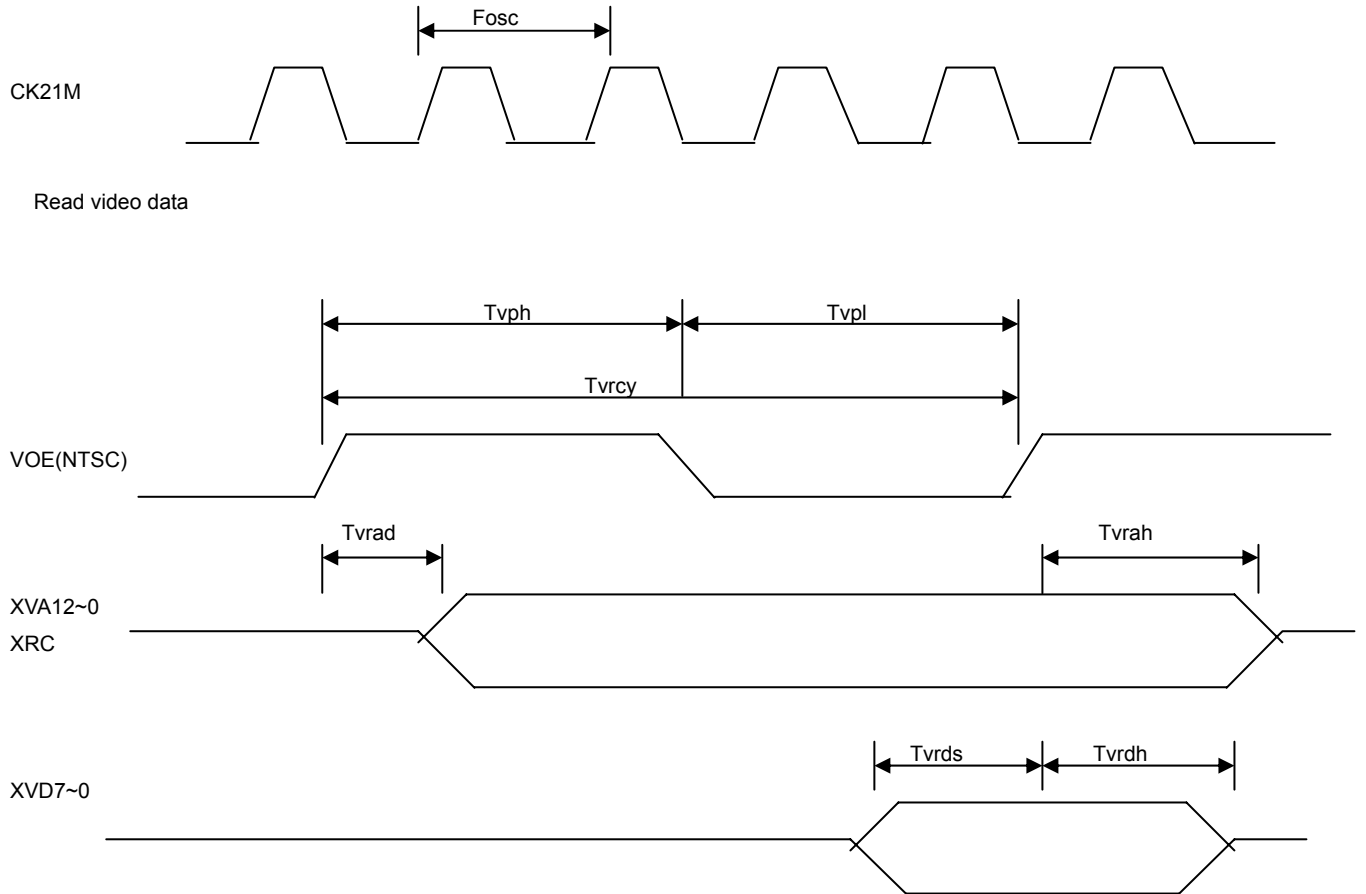 Fosc
CK21M
Read video data
Tvph
Tvpl
Tvrcy
VOE(NTSC)
Tvrad
Tvrah
XVA12~0
XRC
Tvrds
Tvrdh
XVD7~0